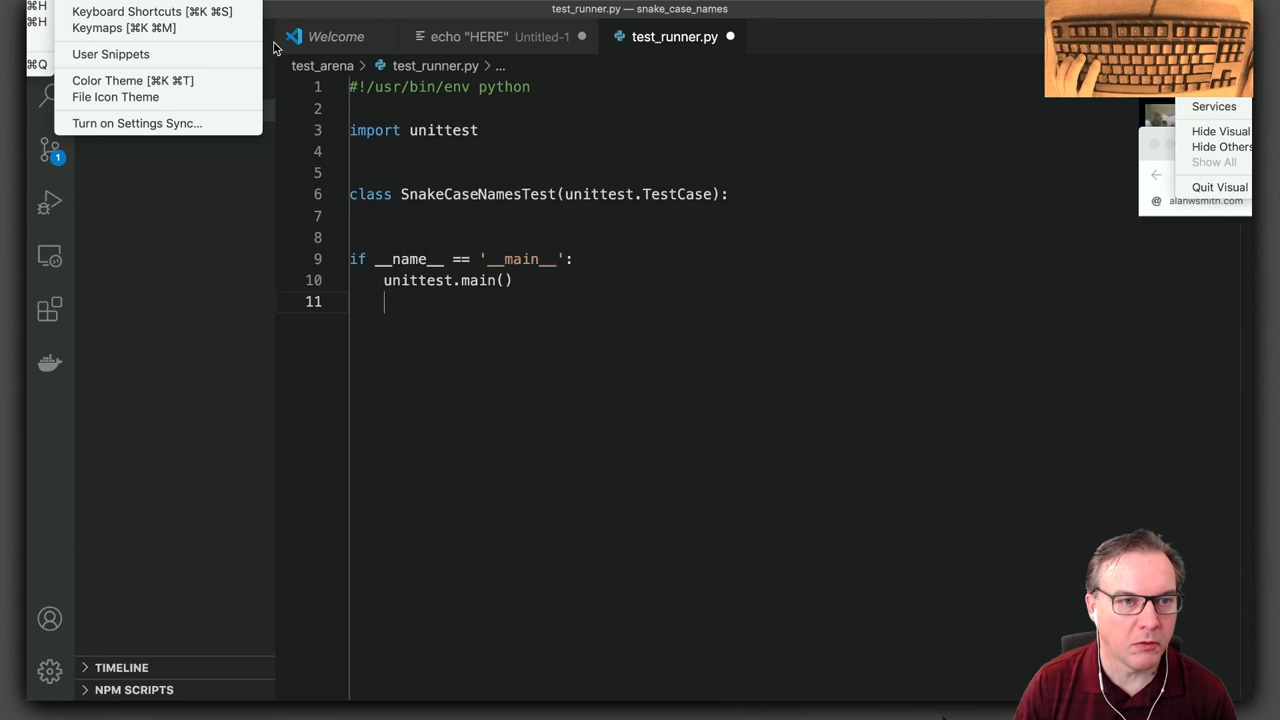 test_runner.py — snake_case_names
⌘H
⌘H
⌘Q
Keyboard Shortcuts [⌘K ⌘S]
Keymaps [⌘K ⌘M]
User Snippets
Color Theme [⌘K ⌘T]
File Icon Theme
Turn on Settings Sync...
Welcome
echo "HERE" Untitled-1
test_runner.py
test_arena > test_runner.py > ...
1 #!/usr/bin/env python
2
3 import unittest
4
5
6 class SnakeCaseNamesTest(unittest.TestCase):
7
8
9 if __name__ == '__main__':
10 unittest.main()
11
1
Services
Hide Visual
Hide Others
Show All
Quit Visual
@ alanwsmith.com
TIMELINE
NPM SCRIPTS